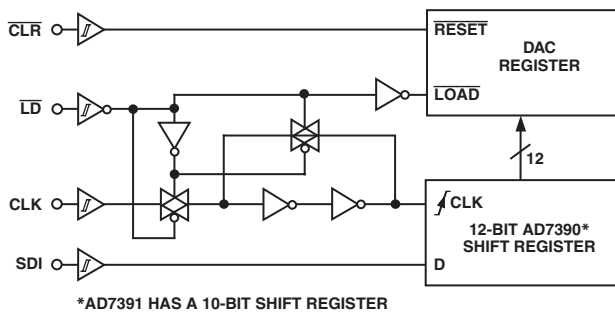 CLR
RESET
DAC
REGISTER
LD
LOAD
12
CLK
CLK
12-BIT AD7390*
SHIFT REGISTER
SDI
D
*AD7391 HAS A 10-BIT SHIFT REGISTER